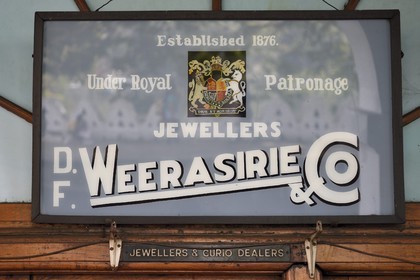 Established 1876.
Under Royal Patronage
JEWELLERS
D. F. WEERASIRIE & Co
JEWELLERS & CURIO DEALERS